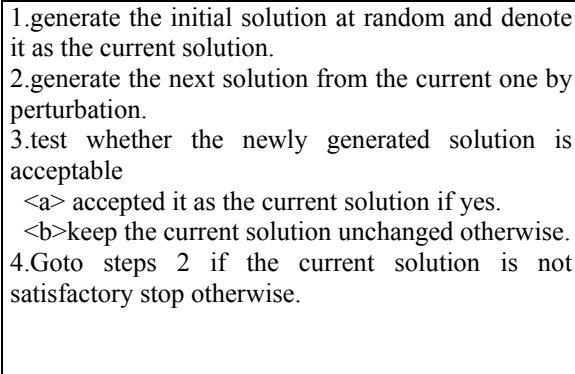 1.generate the initial solution at random and denote
it as the current solution.
2.generate the next solution from the current one by
perturbation.
3.test whether the newly generated solution is
acceptable
<a> accepted it as the current solution if yes.
<b>keep the current solution unchanged otherwise.
4.Goto steps 2 if the current solution is not
satisfactory stop otherwise.